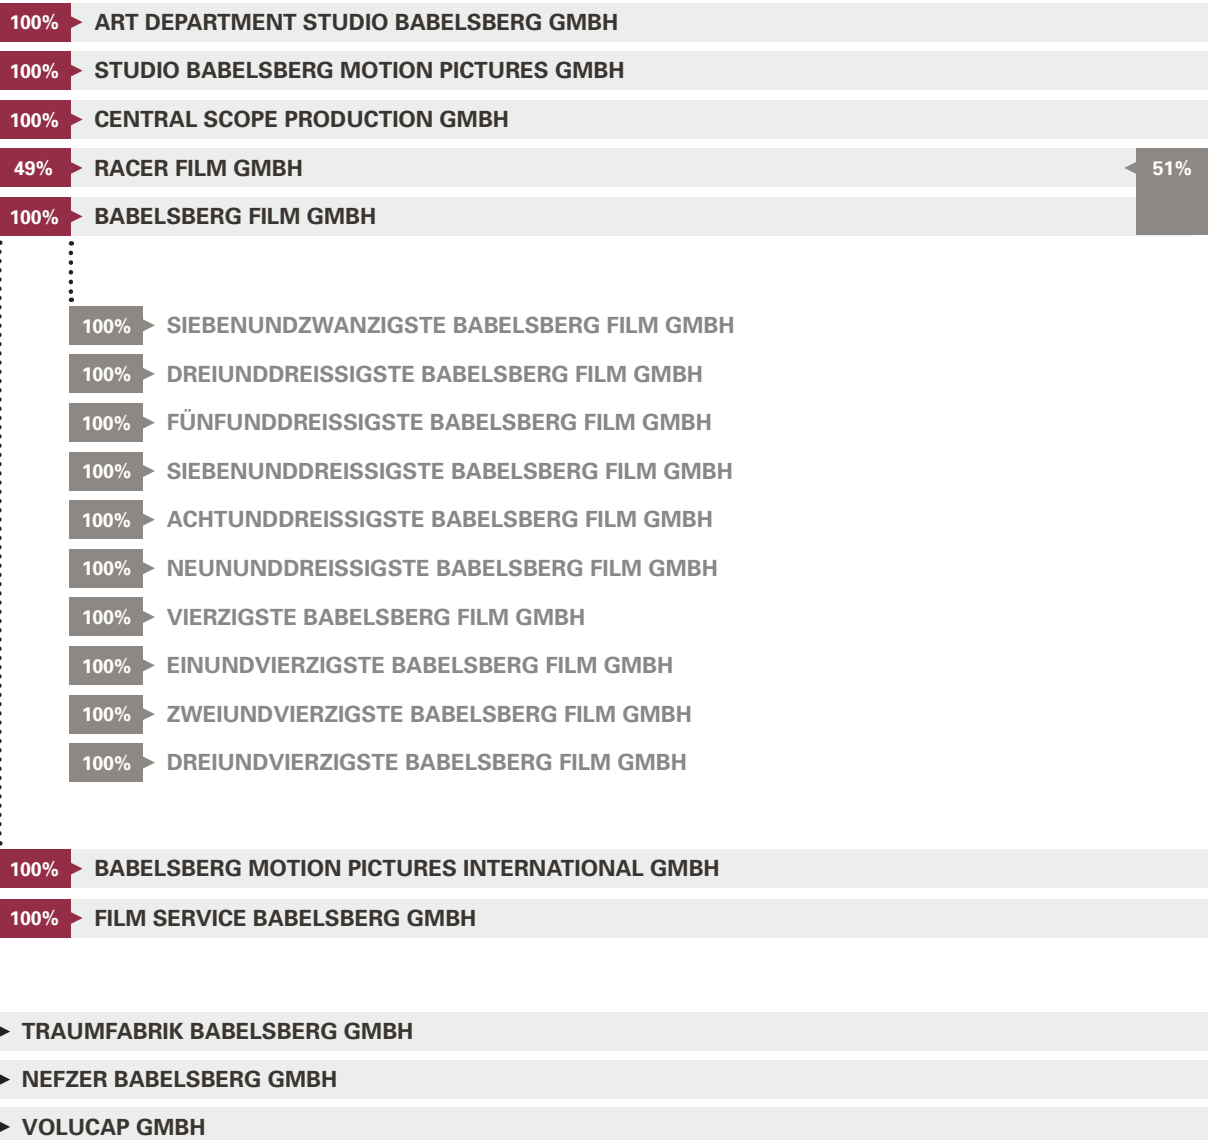 100% ART DEPARTMENT STUDIO BABELSBERG GMBH
100% STUDIO BABELSBERG MOTION PICTURES GMBH
100% CENTRAL SCOPE PRODUCTION GMBH
49% RACER FILM GMBH 51%
100% BABELSBERG FILM GMBH
100% SIEBENUNDZWANZIGSTE BABELSBERG FILM GMBH
100% DREIUNDDREISSIGSTE BABELSBERG FILM GMBH
100% FÜNFUNDDREISSIGSTE BABELSBERG FILM GMBH
100% SIEBENUNDDREISSIGSTE BABELSBERG FILM GMBH
100% ACHTUNDDREISSIGSTE BABELSBERG FILM GMBH
100% NEUNUNDDREISSIGSTE BABELSBERG FILM GMBH
100% VIERZIGSTE BABELSBERG FILM GMBH
100% EINUNDVIERZIGSTE BABELSBERG FILM GMBH
100% ZWEIUNDVIERZIGSTE BABELSBERG FILM GMBH
100% DREIUNDVIERZIGSTE BABELSBERG FILM GMBH
100% BABELSBERG MOTION PICTURES INTERNATIONAL GMBH
100% FILM SERVICE BABELSBERG GMBH
TRAUMFABRIK BABELSBERG GMBH
NEFZER BABELSBERG GMBH
VOLUCAP GMBH